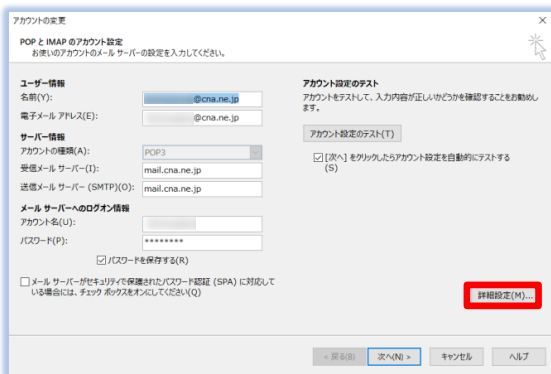 アカウントの変更
POP と IMAP のアカウント設定
お使いのアカウントのメール サーバーの設定を入力してください。
ユーザー情報
名前(Y):
@cna.ne.jp
電子メール アドレス(E):
@cna.ne.jp
サーバー情報
アカウントの種類(A):
POP3
受信メール サーバー(I):
mail.cna.ne.jp
送信メール サーバー (SMTP)(O):
mail.cna.ne.jp
メール サーバーへのログオン情報
アカウント名(U):
パスワード(P):
********
パスワードを保存する(R)
メール サーバーがセキュリティで保護されたパスワード認証 (SPA) に対応して
いる場合には、チェック ボックスをオンにしてください(Q)
アカウント設定のテスト
アカウントをテストして、入力内容が正しいかどうかを確認することをお勧めし
ます。
アカウント設定のテスト(T)
[次へ] をクリックしたらアカウント設定を自動的にテストする
(S)
詳細設定(M)...
< 戻る(B)
次へ(N) >
キャンセル
ヘルプ